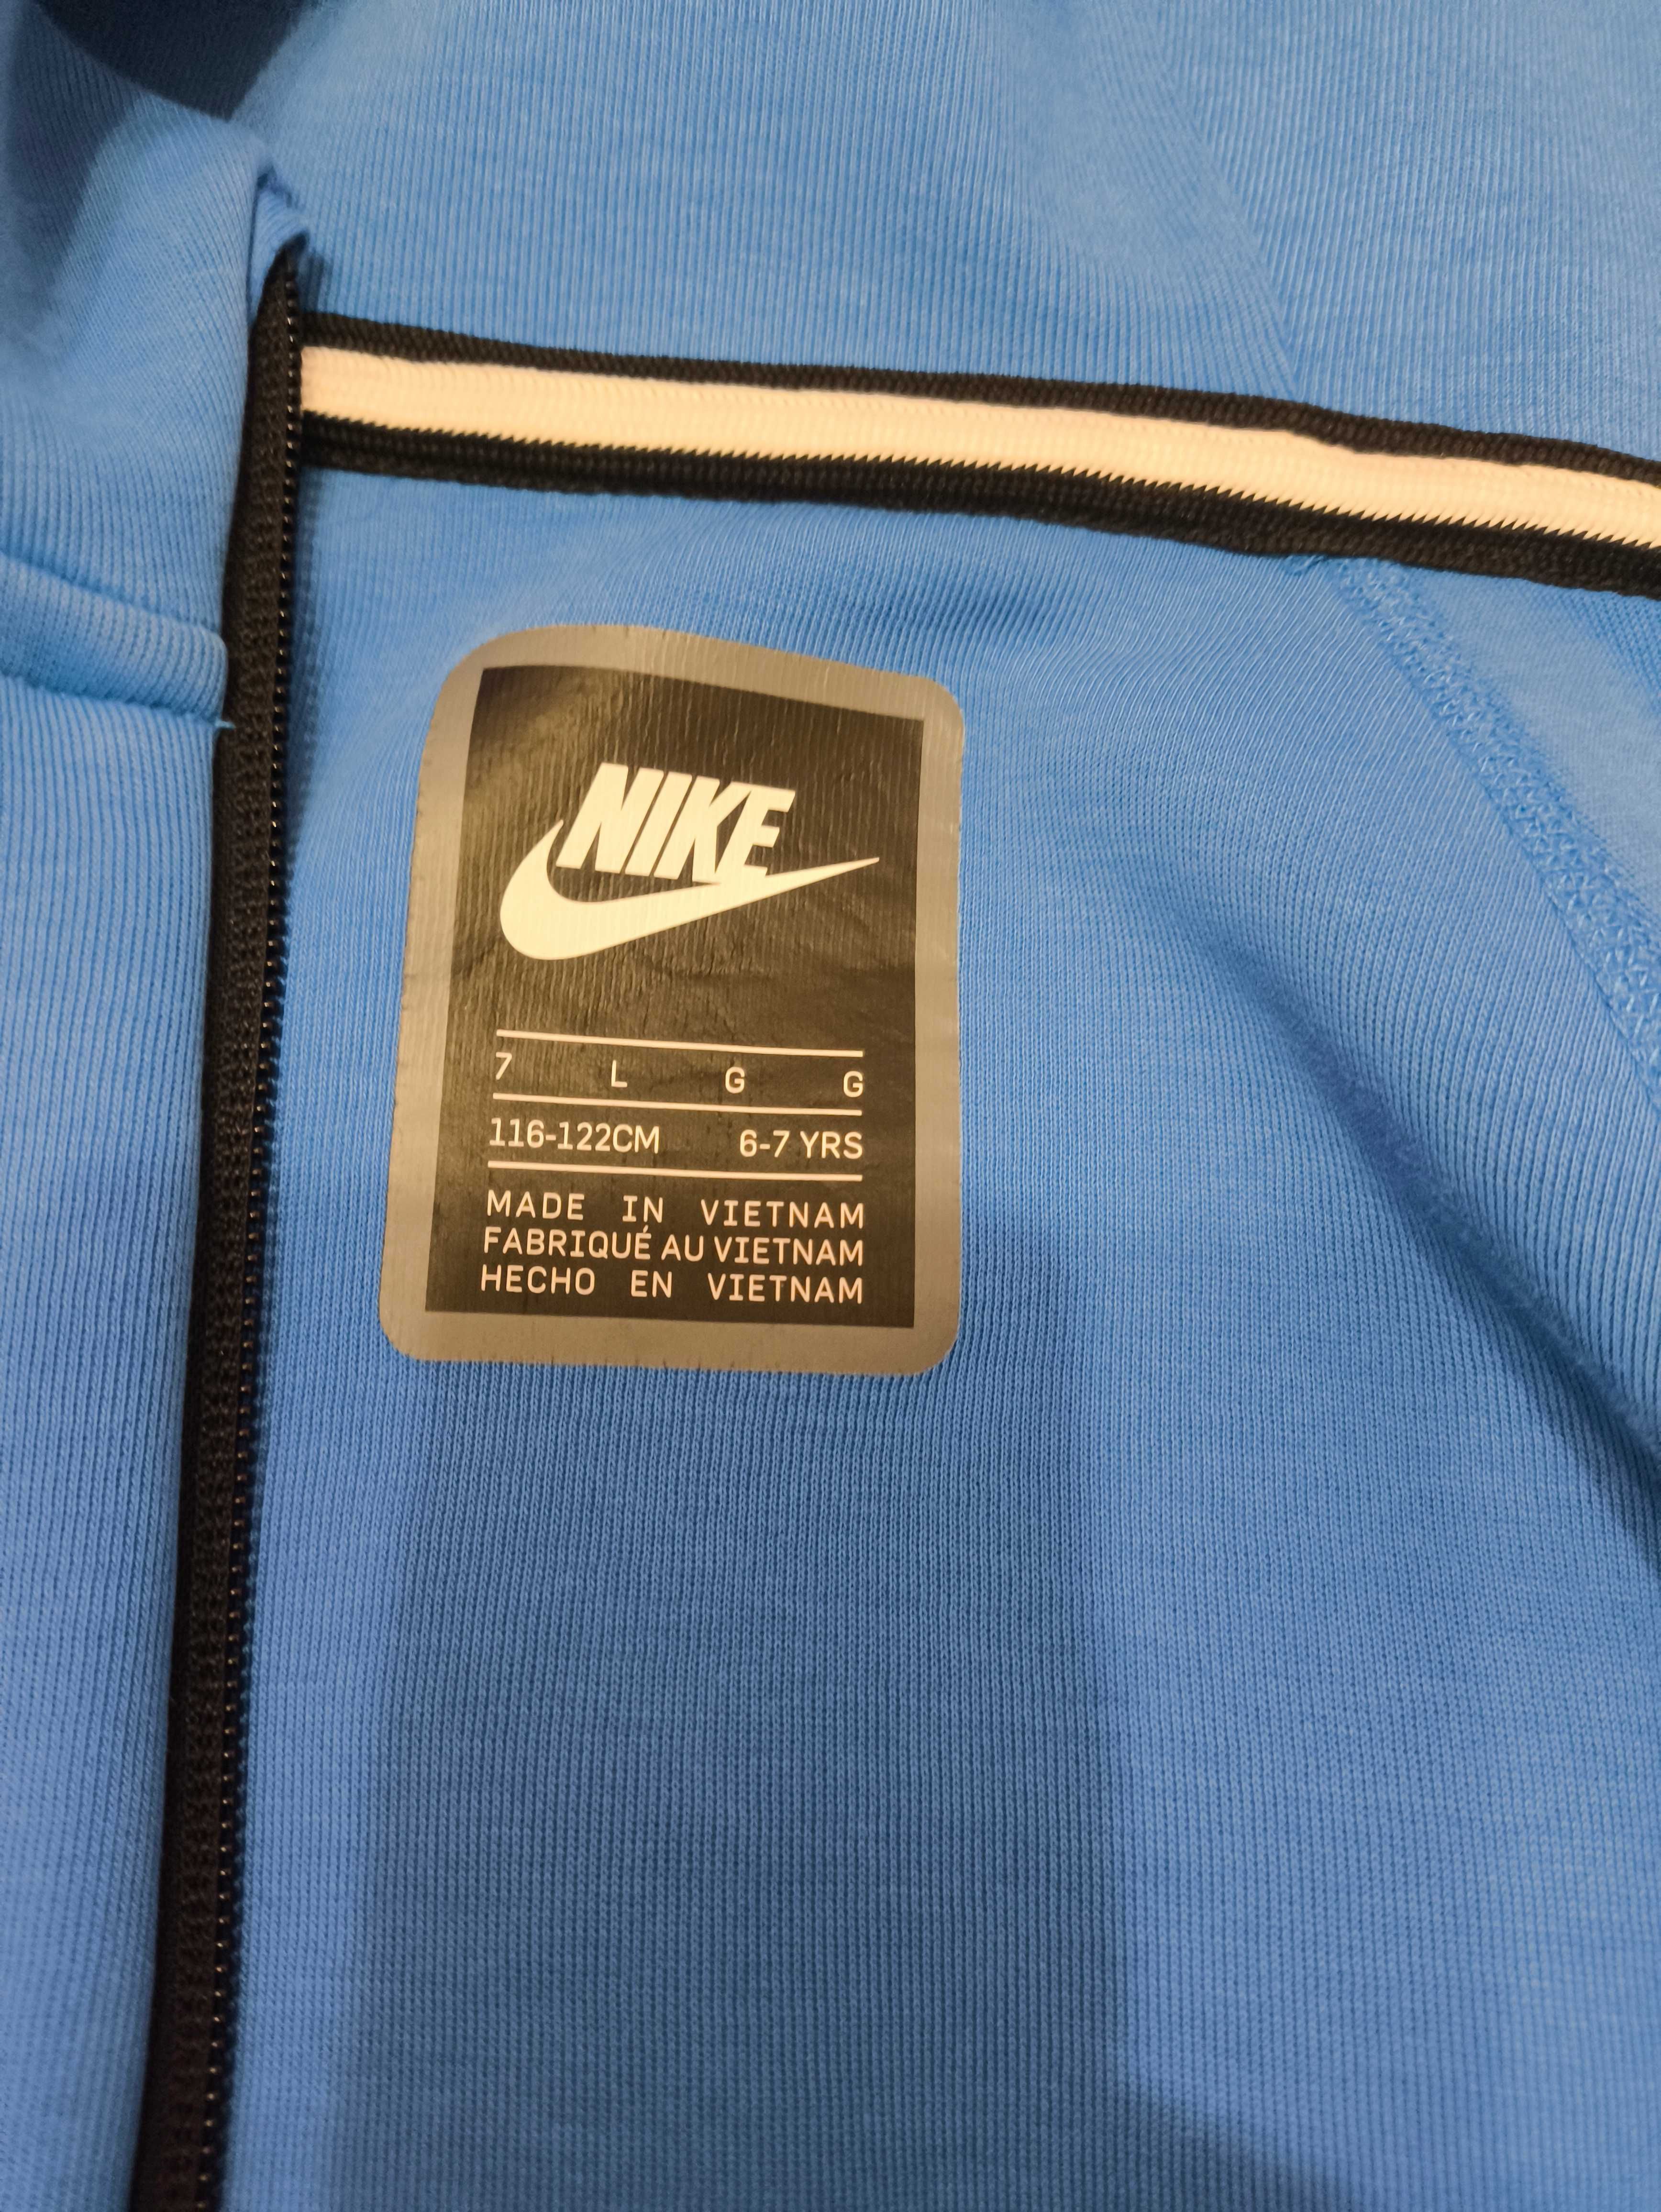 NIKE
7 L G G
116-122CM 6-7 YRS
MADE IN VIETNAM
FABRIQUÉ AU VIETNAM
HECHO EN VIETNAM